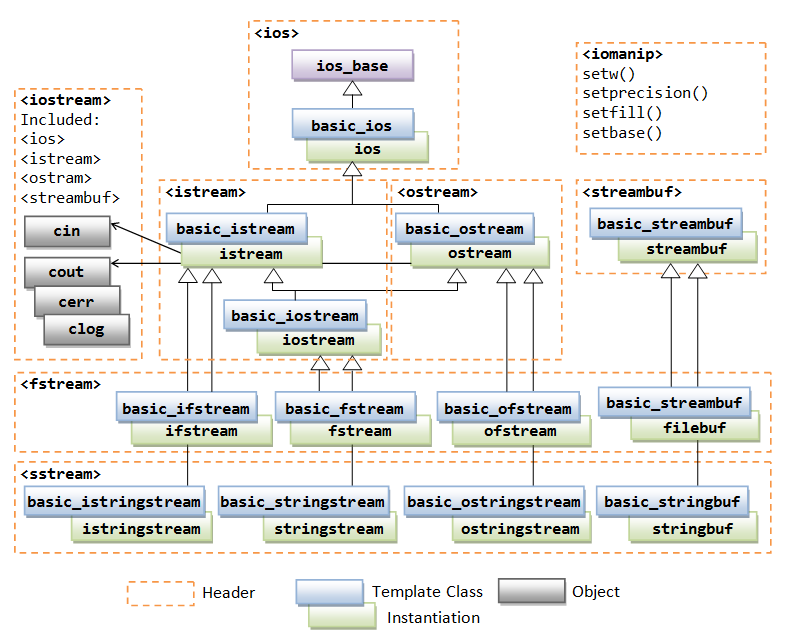 <ios>
ios_base
basic_ios
ios
<iomanip>
setw()
setprecision()
setfill()
setbase()
<iostream>
Included:
<ios>
<istream>
<ostram>
<streambuf>
cin
cout
cerr
clog
<istream>
basic_istream
istream
<ostream>
basic_ostream
ostream
<streambuf>
basic_streambuf
streambuf
basic_iostream
iostream
<fstream>
basic_ifstream
ifstream
basic_fstream
fstream
basic_ofstream
ofstream
basic_streambuf
filebuf
<sstream>
basic_istringstream
istringstream
basic_stringstream
stringstream
basic_ostringstream
ostringstream
basic_stringbuf
stringbuf
Header
Template Class
Instantiation
Object